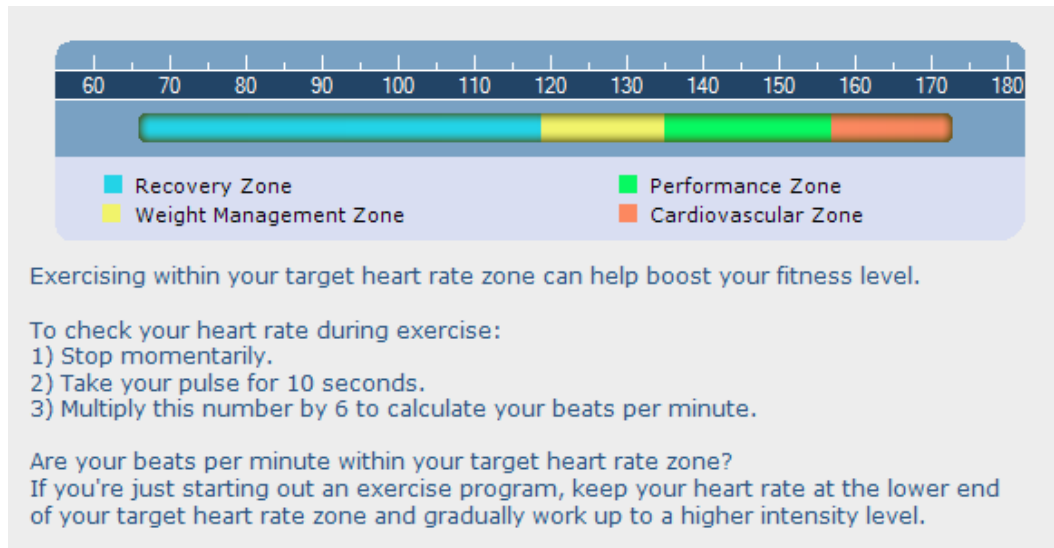 60 70 80 90 100 110 120 130 140 150 160 170 180
Recovery Zone
Performance Zone
Weight Management Zone
Cardiovascular Zone
Exercising within your target heart rate zone can help boost your fitness level.
To check your heart rate during exercise:
1) Stop momentarily.
2) Take your pulse for 10 seconds.
3) Multiply this number by 6 to calculate your beats per minute.
Are your beats per minute within your target heart rate zone?
If you're just starting out an exercise program, keep your heart rate at the lower end
of your target heart rate zone and gradually work up to a higher intensity level.